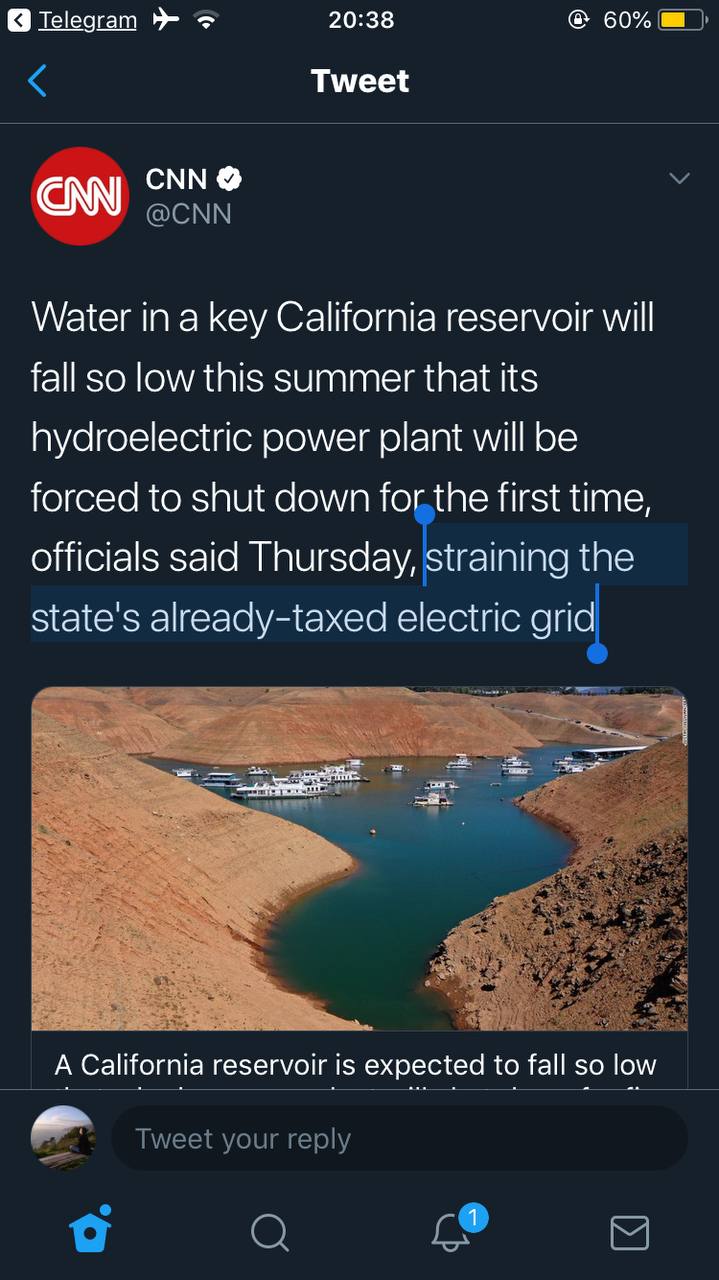 Telegram 20:38 60%
Tweet
CNN
CNN
@CNN
Water in a key California reservoir will
fall so low this summer that its
hydroelectric power plant will be
forced to shut down for the first time,
officials said Thursday, straining the
state's already-taxed electric grid
A California reservoir is expected to fall so low
Tweet your reply
1